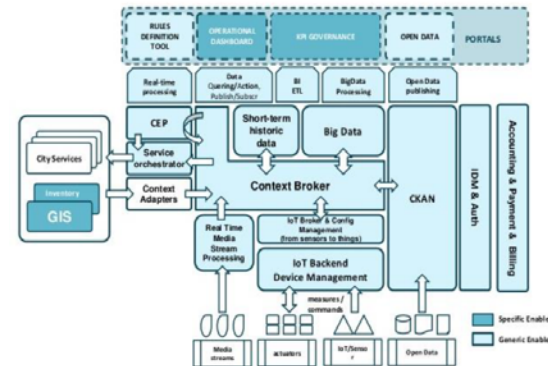 RULES
DEFINITION
TOOL
OPERATIONAL
DASHBOARD
KPI GOVERNANCE
OPEN DATA
PORTALS
Real-time
processing
Data
Quering/Action,
Publish/Subscr
BI
ETL
BigData
Processing
Open Data
publishing
CEP
Service
orchestrator
Context
Adapters
Short-term
historic
data
Big Data
Context Broker
City Services
Inventory
GIS
Real Time
Media
Stream
Processing
IoT Broker & Config
Management
(from sensors to things)
IoT Backend
Device Management
CKAN
IDM & Auth
Accounting & Payment & Billing
measures /
commands
Media
streams
actuators
IoT/Senso
r
Open Data
Specific Enable
Generic Enable